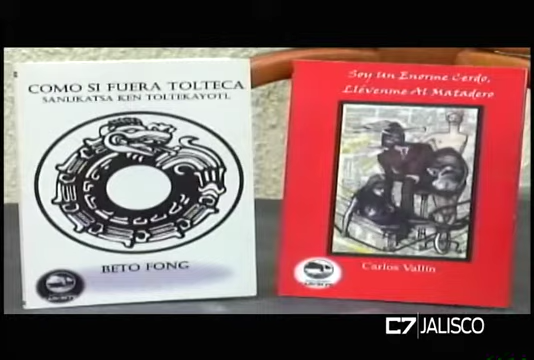 COMO SI FUERA TOLTECA
SANIJKATSA KEN TOLTEKAYOTL
BETO FONG
Soy Un Enorme Cerdo,
Llévenme Al Matadero
Carlos Vallin
C7 JALISCO